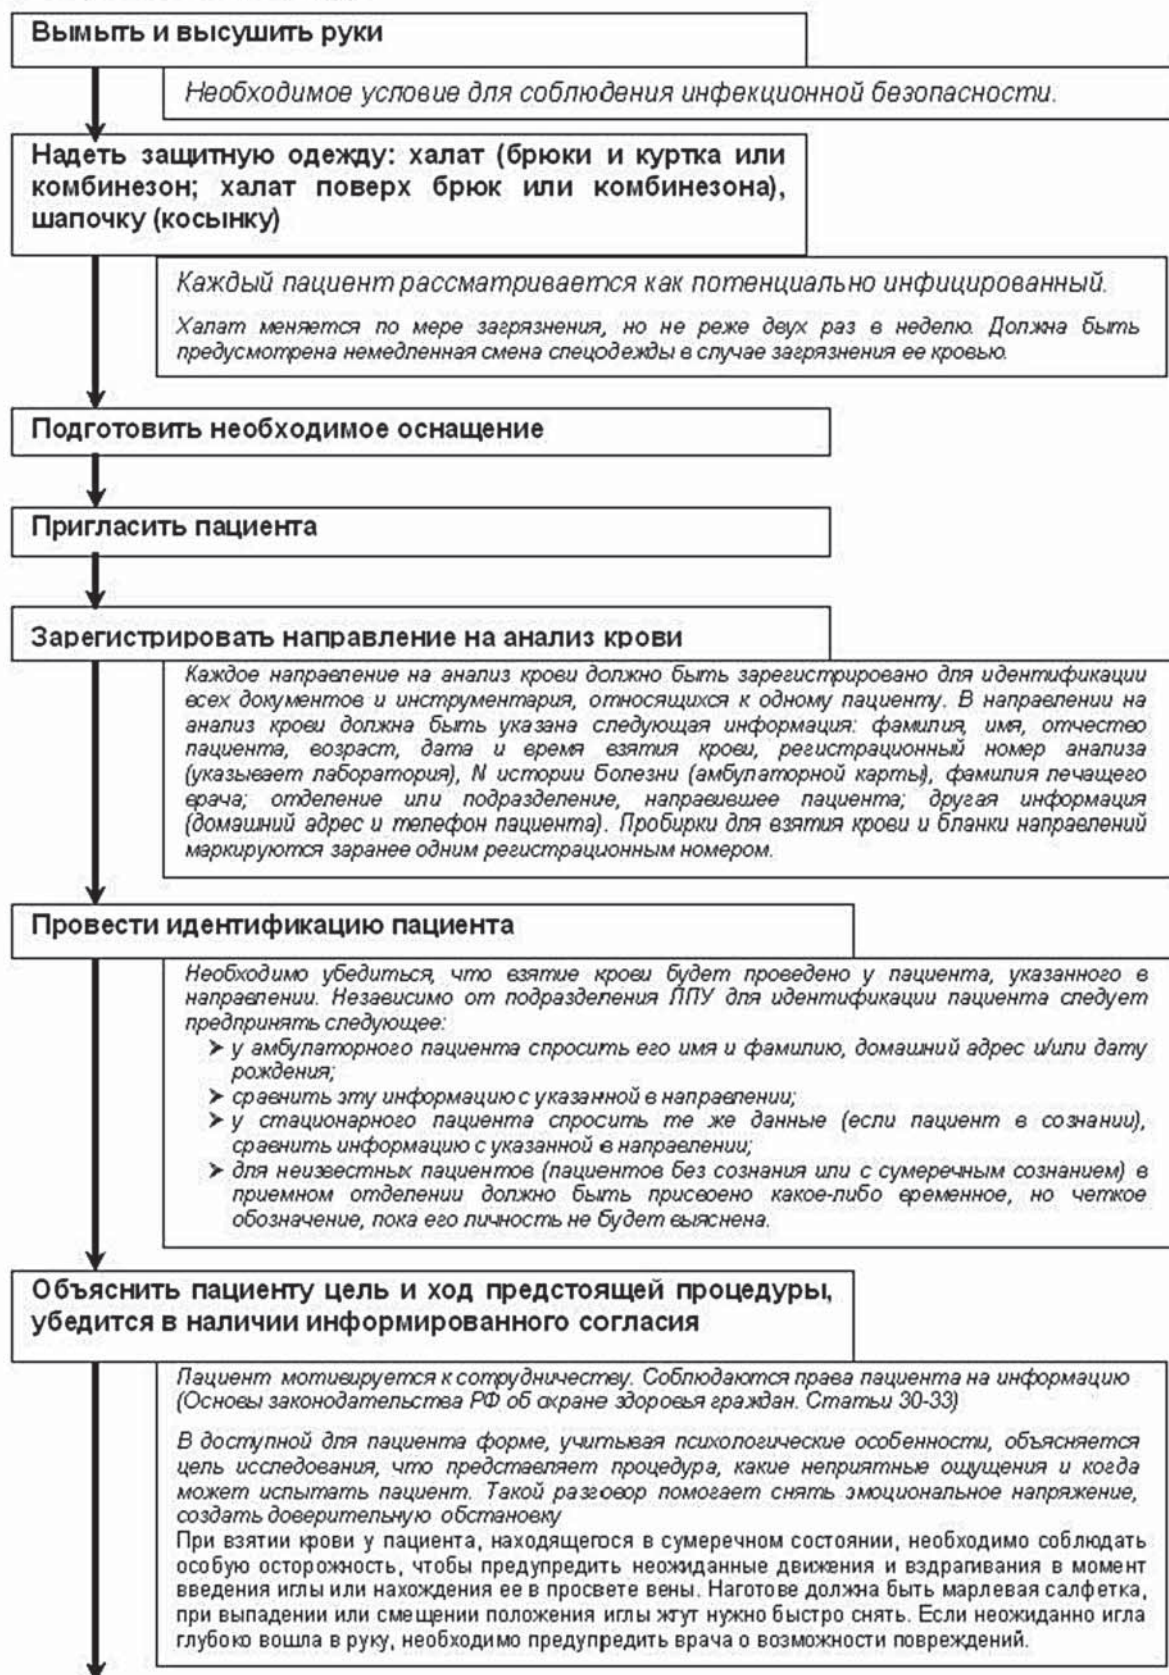 Вымыть и высушить руки
Необходимое условие для соблюдения инфекционной безопасности.
Надеть защитную одежду: халат (брюки и куртка или
комбинезон; халат поверх брюк или комбинезона),
шапочку (косынку)
Каждый пациент рассматривается как потенциально инфицированный.
Халат меняется по мере загрязнения, но не реже двух раз в неделю. Должна быть
предусмотрена немедленная смена спецодежды в случае загрязнения ее кровью.
Подготовить необходимое оснащение
Пригласить пациента
Зарегистрировать направление на анализ крови
Каждое направление на анализ крови должно быть зарегистрировано для идентификации
всех документов и инструментария, относящихся к одному пациенту. В направлении на
анализ крови должна быть указана следующая информация: фамилия, имя, отчество
пациента, возраст, дата и время взятия крови, регистрационный номер анализа
(указывает лаборатория), N истории болезни (амбулаторной карты), фамилия лечащего
врача; отделение или подразделение, направившее пациента; другая информация
(домашний адрес и телефон пациента). Пробирки для взятия крови и бланки направлений
маркируются заранее одним регистрационным номером.
Провести идентификацию пациента
Необходимо убедиться, что взятие крови будет проведено у пациента, указанного в
направлении. Независимо от подразделения ЛПУ для идентификации пациента следует
предпринять следующее:
➤ у амбулаторного пациента спросить его имя и фамилию, домашний адрес и/или дату
рождения;
➤ сравнить эту информацию с указанной в направлении;
➤ у стационарного пациента спросить те же данные (если пациент в сознании),
сравнить информацию с указанной в направлении;
➤ для неизвестных пациентов (пациентов без сознания или с сумеречным сознанием) в
приемном отделении должно быть присвоено какое-либо временное, но четкое
обозначение, пока его личность не будет выяснена.
Объяснить пациенту цель и ход предстоящей процедуры,
убедится в наличии информированного согласия
Пациент мотивируется к сотрудничеству. Соблюдаются права пациента на информацию
(Основы законодательства РФ об охране здоровья граждан. Статьи 30-33)
В доступной для пациента форме, учитывая психологические особенности, объясняется
цель исследования, что представляет процедура, какие неприятные ощущения и когда
может испытать пациент. Такой разговор помогает снять эмоциональное напряжение,
создать доверительную обстановку
При взятии крови у пациента, находящегося в сумеречном состоянии, необходимо соблюдать
особую осторожность, чтобы предупредить неожиданные движения и вздрагивания в момент
введения иглы или нахождения ее в просвете вены. Наготове должна быть марлевая салфетка,
при выпадении или смещении положения иглы жгут нужно быстро снять. Если неожиданно игла
глубоко вошла в руку, необходимо предупредить врача о возможности повреждений.